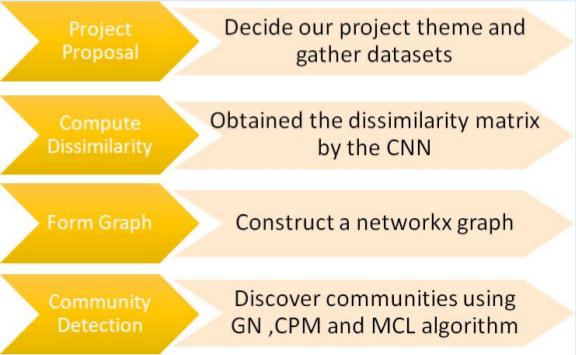 Project
Proposal
Decide our project theme and
gather datasets
Compute
Dissimilarity
Obtained the dissimilarity matrix
by the CNN
Form Graph
Construct a networkx graph
Community
Detection
Discover communities using
GN ,CPM and MCL algorithm